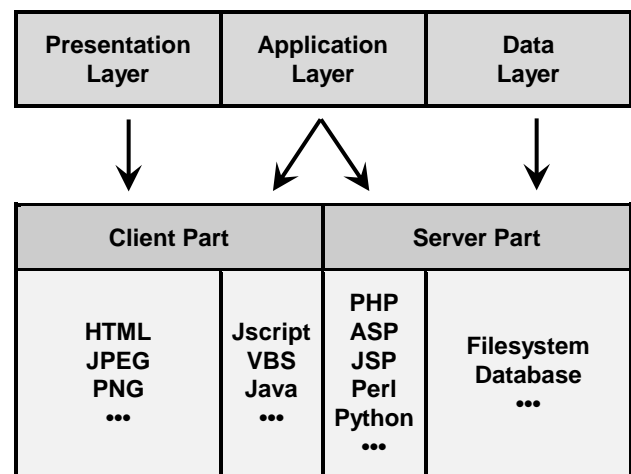 Presentation
Layer
Application
Layer
Data
Layer
Client Part
Server Part
HTML
JPEG
PNG
•••
Jscript
VBS
Java
•••
PHP
ASP
JSP
Perl
Python
•••
Filesystem
Database
•••